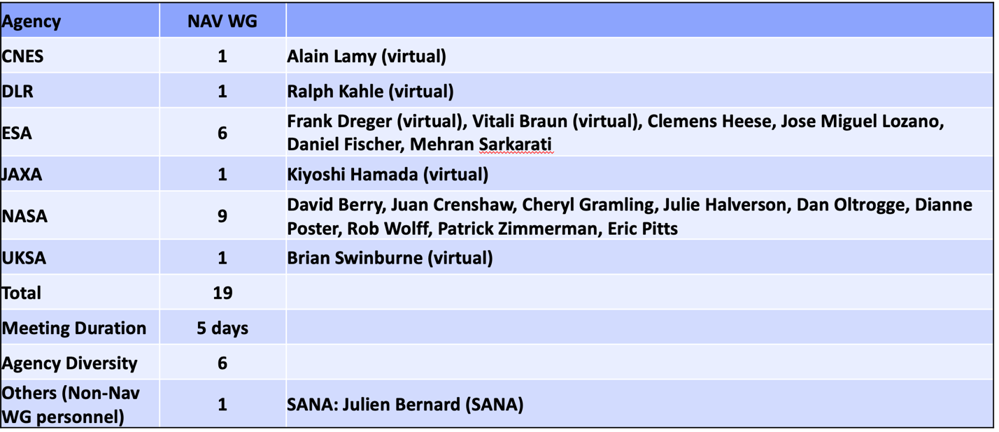 Agency NAV WG
CNES 1 Alain Lamy (virtual)
DLR 1 Ralph Kahle (virtual)
ESA 6 Frank Dreger (virtual), Vitali Braun (virtual), Clemens Heese, Jose Miguel Lozano,
Daniel Fischer, Mehran Sarkarati
JAXA 1 Kiyoshi Hamada (virtual)
NASA 9 David Berry, Juan Crenshaw, Cheryl Gramling, Julie Halverson, Dan Oltrogge, Dianne
Poster, Rob Wolff, Patrick Zimmerman, Eric Pitts
UKSA 1 Brian Swinburne (virtual)
Total 19
Meeting Duration 5 days
Agency Diversity 6
Others (Non-Nav
WG personnel) 1 SANA: Julien Bernard (SANA)